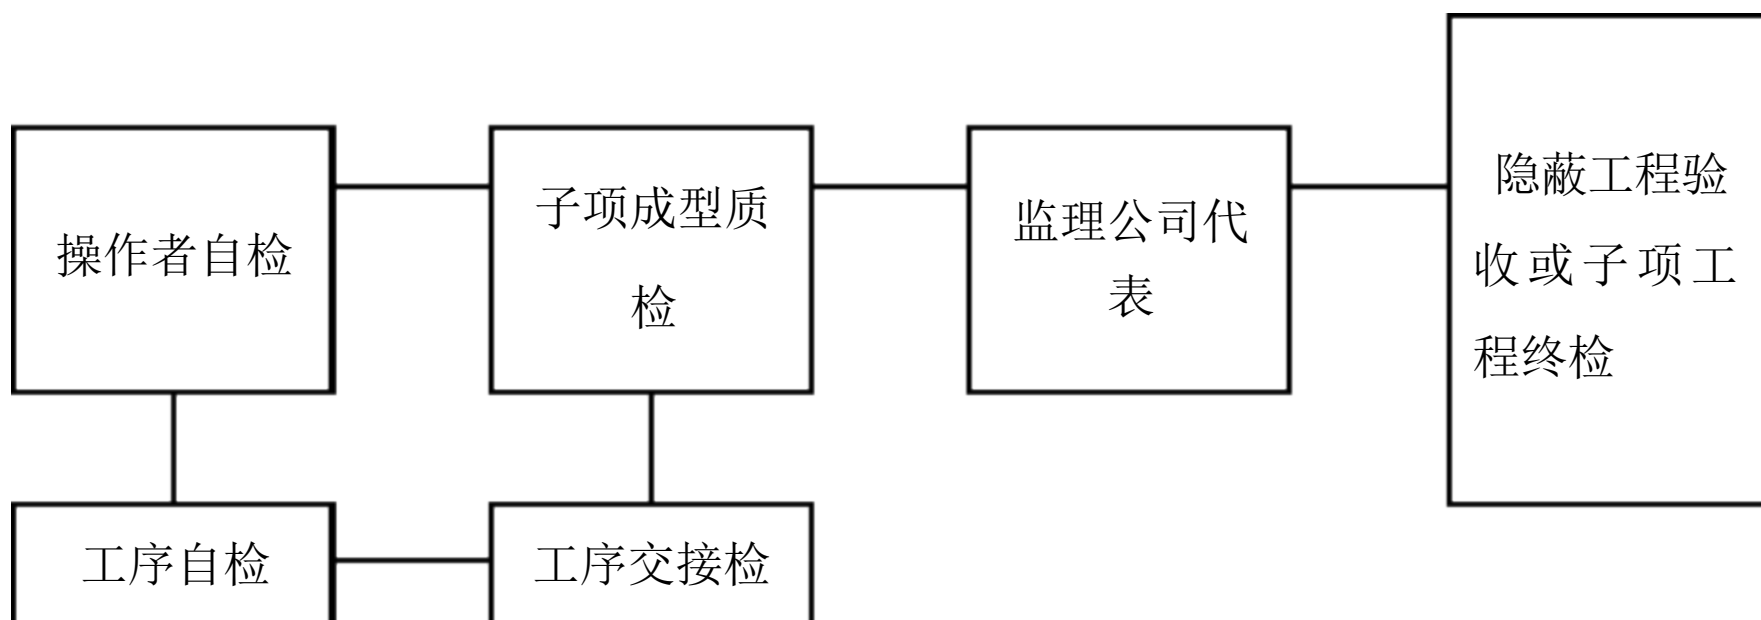 操作者自检
子项成型质
检
监理公司代
表
隐蔽工程验
收或子项工
程终检
工序自检
工序交接检